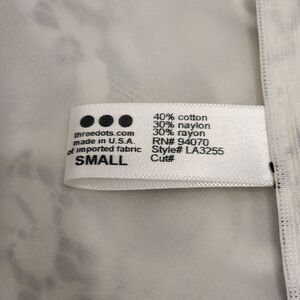 threedots.com
made in U.S.A.
of imported fabric
SMALL
40% cotton
30% naylon
30% rayon
RN# 94070
Style# LA3255
Cut#